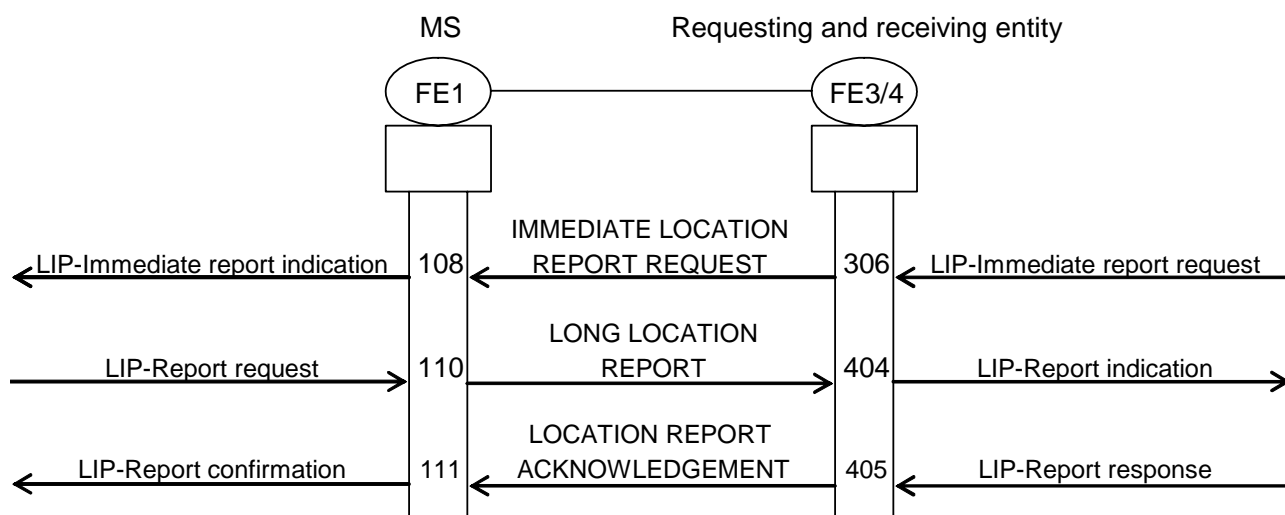 MS Requesting and receiving entity
FE1 FE3/4
IMMEDIATE LOCATION
LIP-Immediate report indication 108 REPORT REQUEST 306 LIP-Immediate report request
LONG LOCATION
LIP-Report request 110 REPORT 404 LIP-Report indication
LOCATION REPORT
LIP-Report confirmation 111 ACKNOWLEDGEMENT 405 LIP-Report response